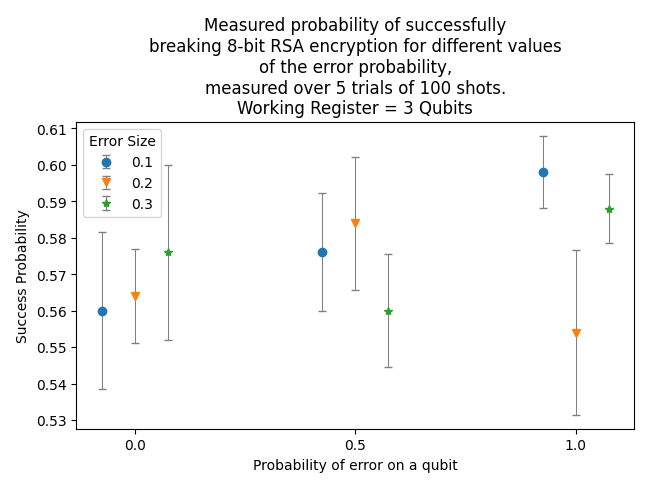 Measured probability of successfully
breaking 8-bit RSA encryption for different values
of the error probability,
measured over 5 trials of 100 shots.
Working Register = 3 Qubits
0.61
0.60
0.59
0.58
0.57
0.56
0.55
0.54
0.53
Success Probability
Error Size
0.1
0.2
0.3
0.0
0.5
1.0
Probability of error on a qubit